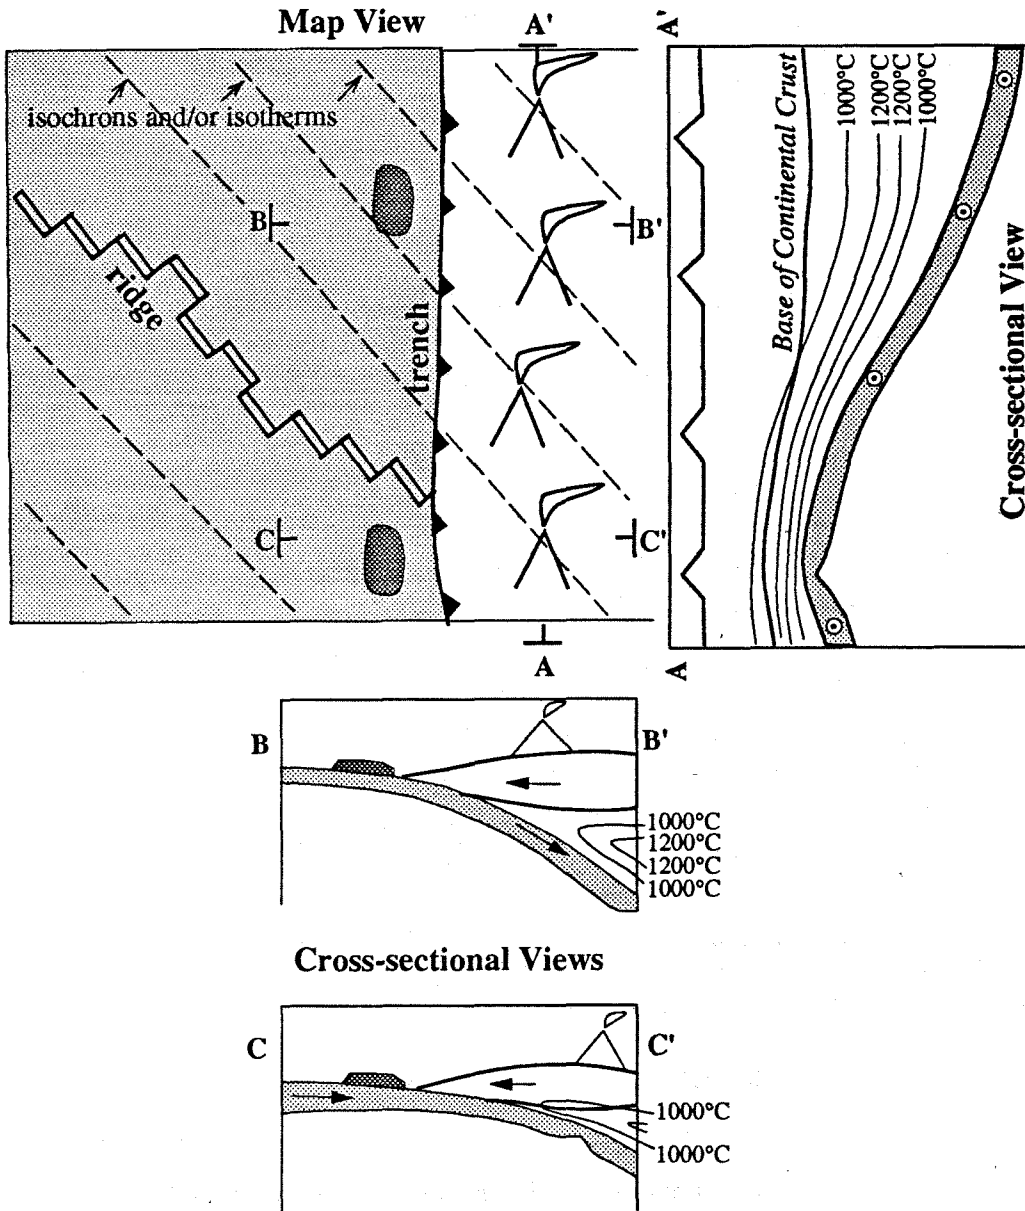 Map View
A'
isochrons and/or isotherms
B
B'
ridge
trench
C
C'
A
A'
Base of Continental Crust
1000°C
1200°C
1200°C
1000°C
Cross-sectional View
A
B
B'
1000°C
1200°C
1200°C
1000°C
Cross-sectional Views
C
C'
1000°C
1000°C